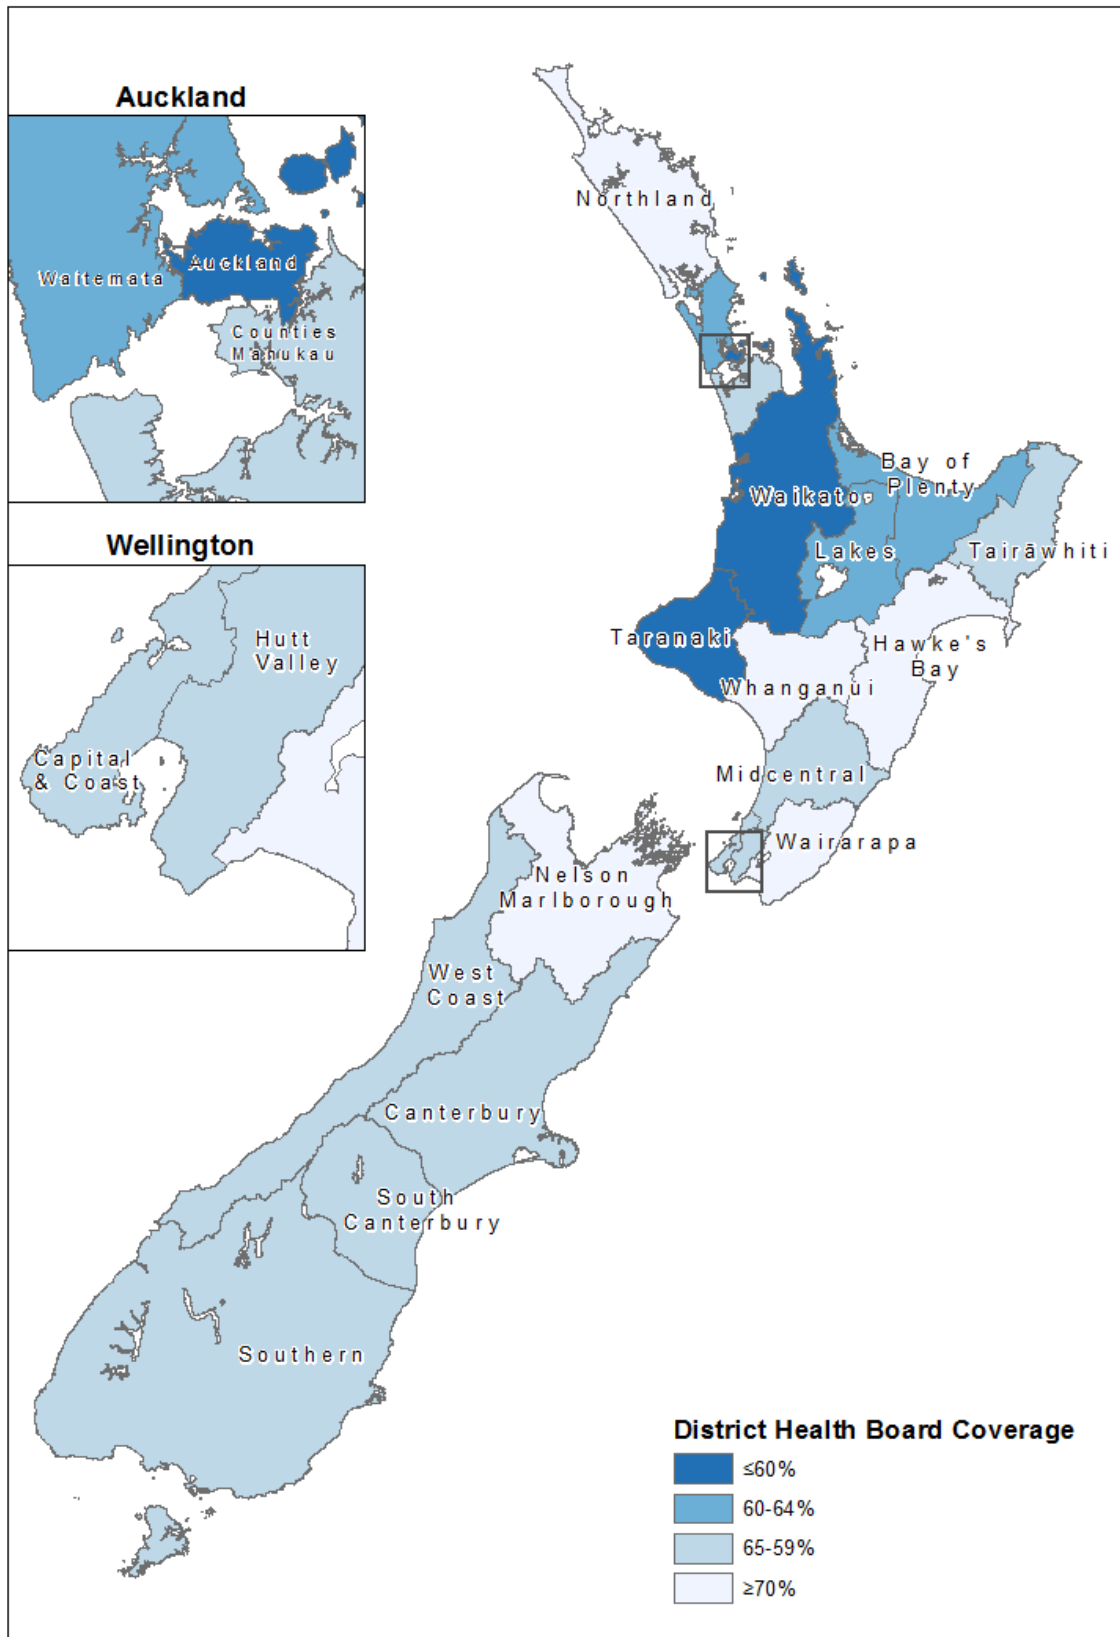 Auckland
Waitemata
Auckland
Counties
Manukau
Wellington
Hutt
Valley
Capital
& Coast
Northland
Bay of
Plenty
Waikato
Lakes
Tairāwhiti
Taranaki
Hawke's
Bay
Whanganui
Midcentral
Wairarapa
Nelson
Marlborough
West
Coast
Canterbury
South
Canterbury
Southern
District Health Board Coverage
≤60%
60-64%
65-59%
≥70%